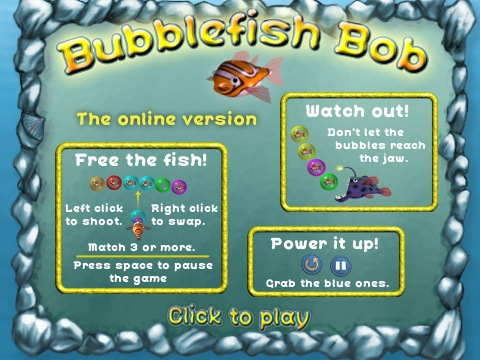 Bubblefish Bob
The online version
Free the fish!
Left click
to shoot.
Right click
to swap.
Match 3 or more.
Press space to pause
the game
Watch out!
Don't let the
bubbles reach
the jaw.
Power it up!
Grab the blue ones.
Click to play